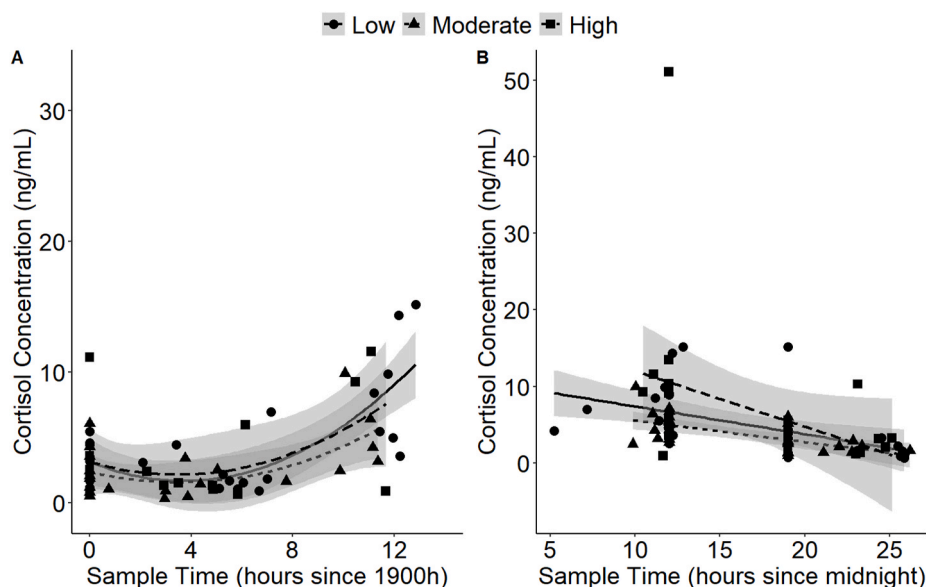 Low Moderate High
A
B
Cortisol Concentration (ng/mL)
30
20
10
0
0 4 8 12
Sample Time (hours since 1900h)
Cortisol Concentration (ng/mL)
50
40
30
20
10
0
5 10 15 20 25
Sample Time (hours since midnight)